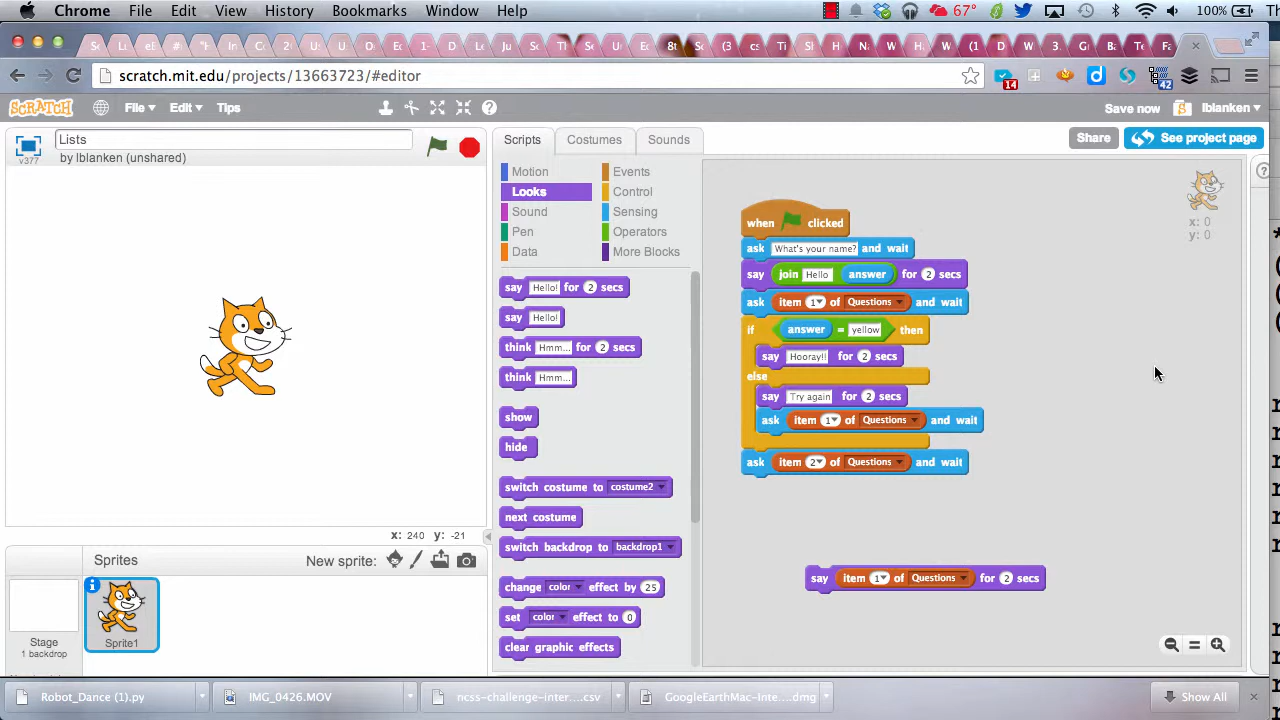 Chrome File Edit View History Bookmarks Window Help 67° 100%
scratch.mit.edu/projects/13663723/#editor 14 42
SCRATCH File Edit Tips Save now lblanken
Lists
v377 by lblanken (unshared)
Scripts Costumes Sounds
Share See project page
Motion Events
Looks Control
Sound Sensing
Pen Operators
Data More Blocks
say Hello! for 2 secs
say Hello!
think Hmm... for 2 secs
think Hmm...
show
hide
switch costume to costume2
next costume
switch backdrop to backdrop1
change color effect by 25
set color effect to 0
clear graphic effects
when clicked
ask What's your name? and wait
say join Hello answer for 2 secs
ask item 1 of Questions and wait
if answer = yellow then
say Hooray!! for 2 secs
else
say Try again for 2 secs
ask item 1 of Questions and wait
ask item 2 of Questions and wait
say item 1 of Questions for 2 secs
x: 0
y: 0
x: 240 y: -21
Sprites New sprite:
Stage
1 backdrop
Sprite1
Robot_Dance (1).py IMG_0426.MOV ncss-challenge-inter....csv GoogleEarthMac-Inte....dmg Show All